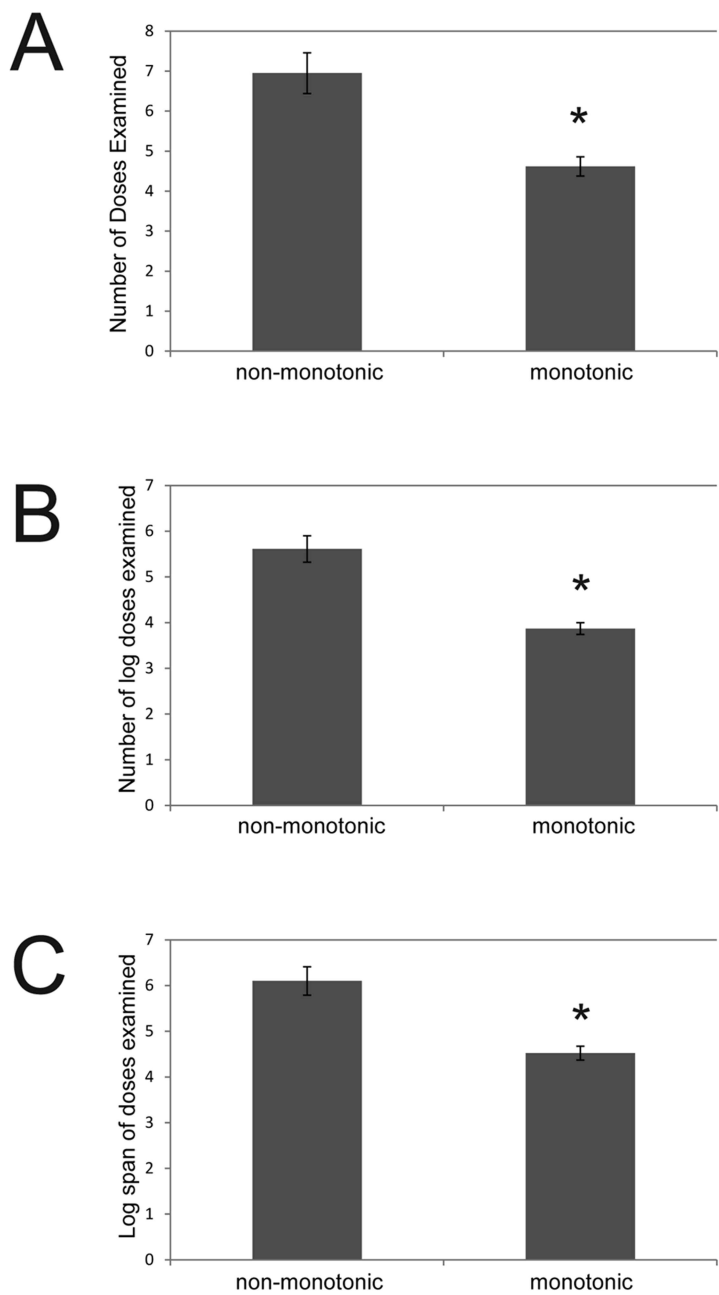 A
Number of Doses Examined
8
7
6
5
4
3
2
1
0
*
non-monotonic
monotonic
B
Number of log doses examined
7
6
5
4
3
2
1
0
*
non-monotonic
monotonic
C
Log span of doses examined
7
6
5
4
3
2
1
0
*
non-monotonic
monotonic